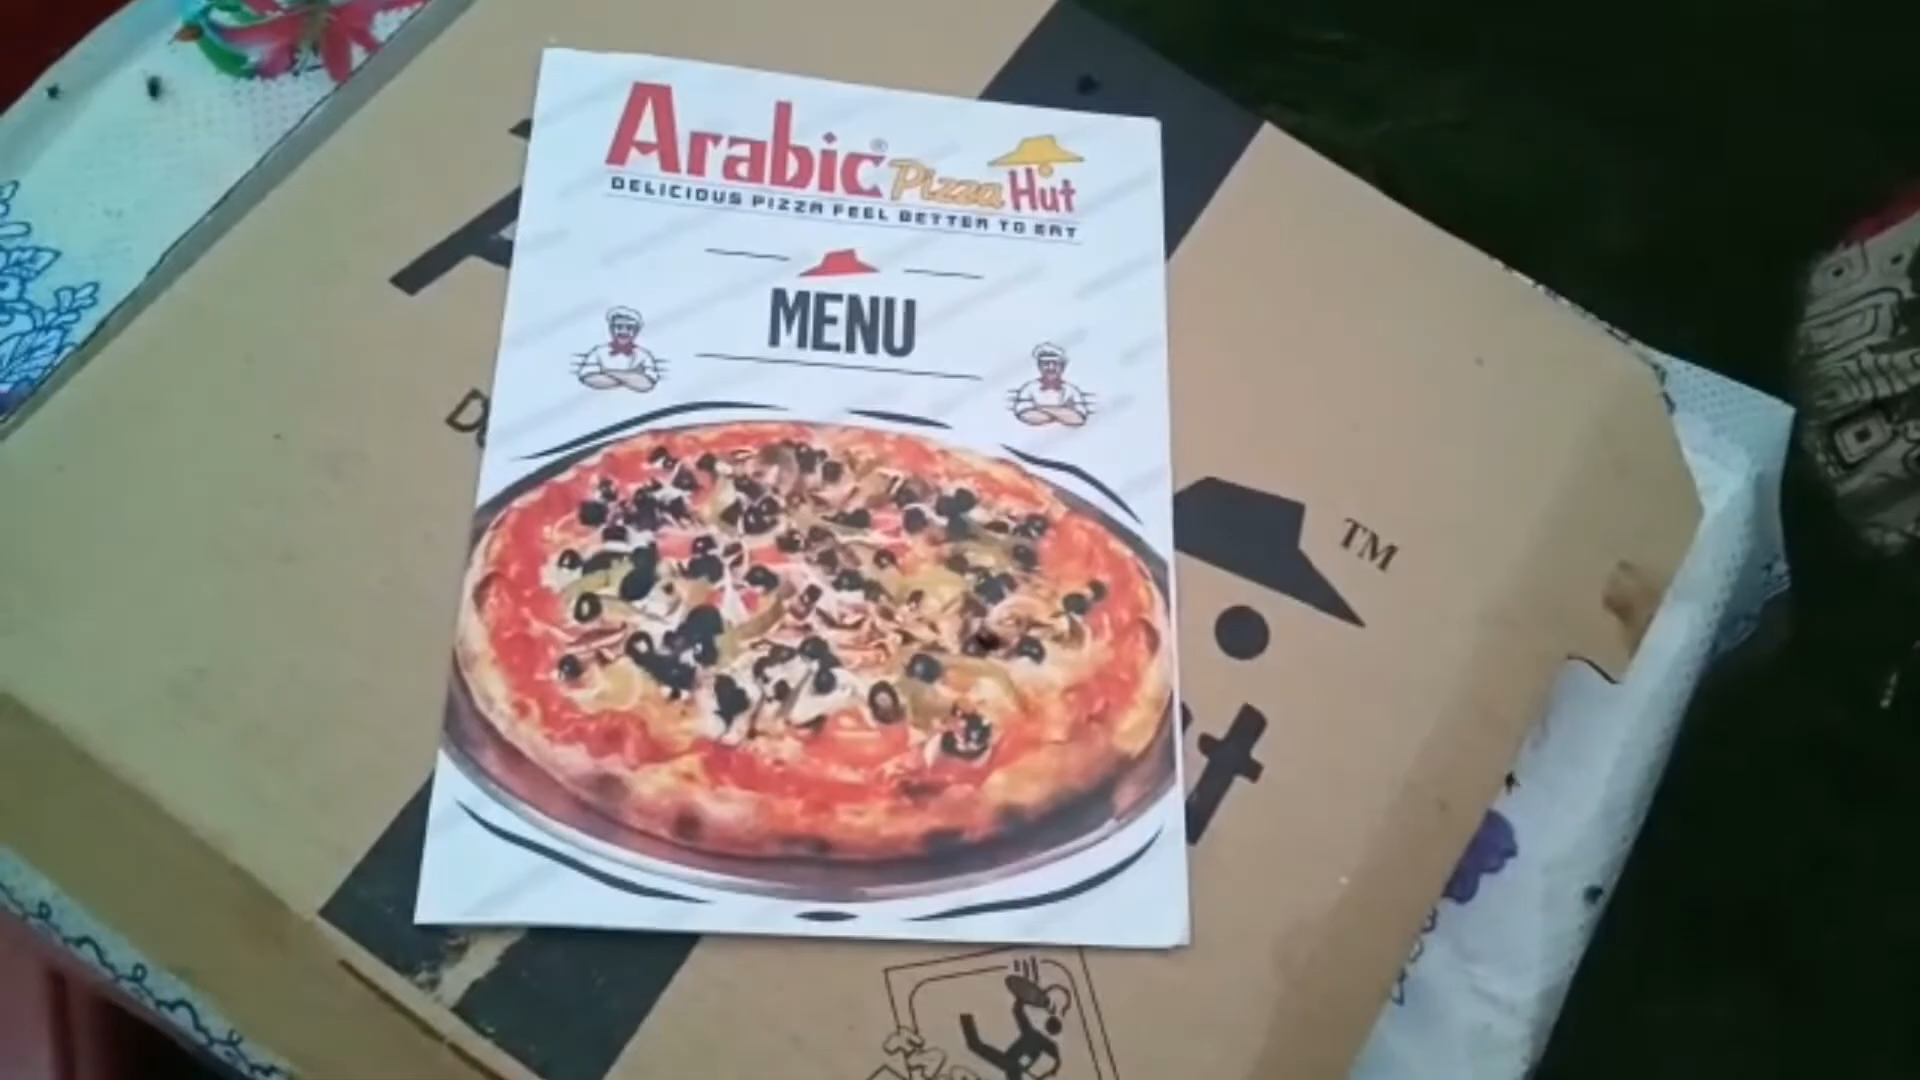 Arabic® Pizza Hut
DELICIOUS PIZZA FEEL BETTER TO EAT
MENU
TM